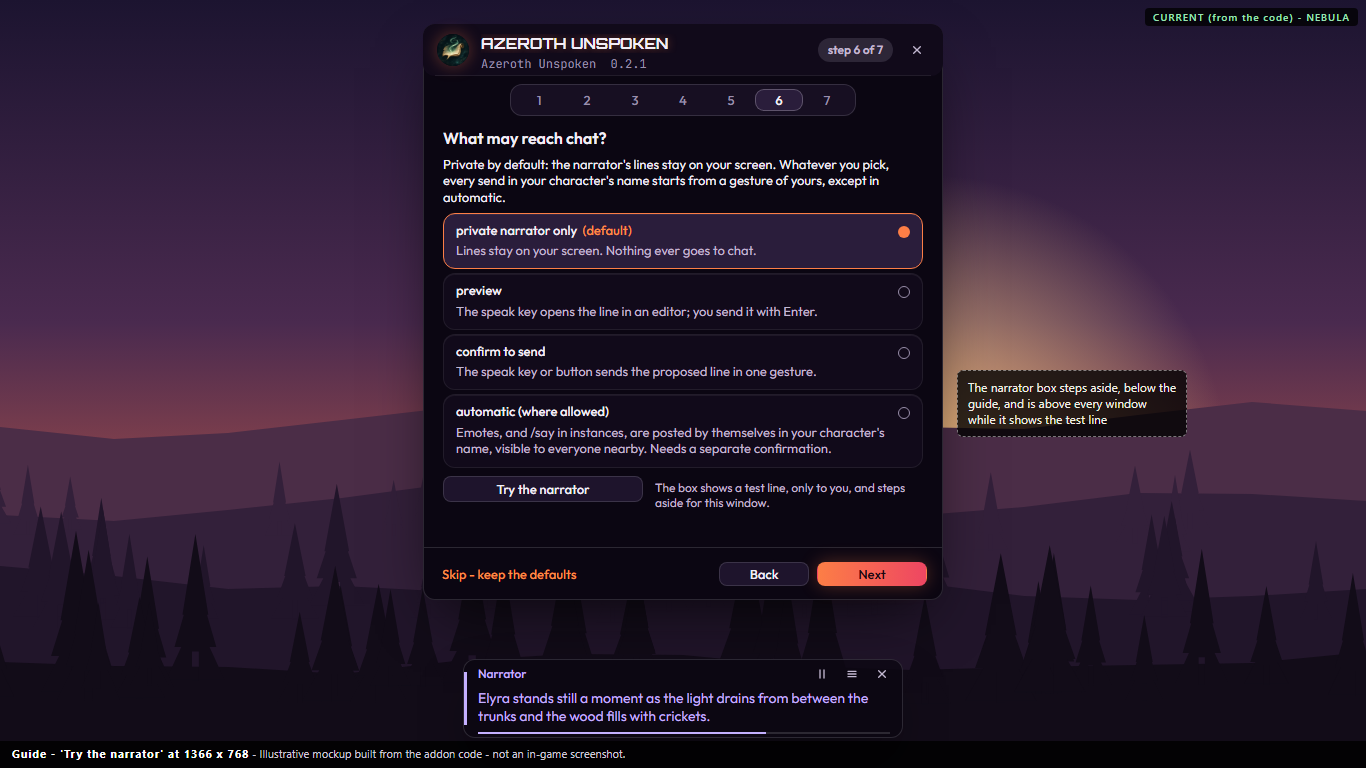 CURRENT (from the code) - NEBULA
AZEROTH UNSPOKEN
Azeroth Unspoken 0.2.1
step 6 of 7
1 2 3 4 5 6 7
What may reach chat?
Private by default: the narrator's lines stay on your screen. Whatever you pick,
every send in your character's name starts from a gesture of yours, except in
automatic.
private narrator only (default)
Lines stay on your screen. Nothing ever goes to chat.
preview
The speak key opens the line in an editor; you send it with Enter.
confirm to send
The speak key or button sends the proposed line in one gesture.
automatic (where allowed)
Emotes, and /say in instances, are posted by themselves in your character's
name, visible to everyone nearby. Needs a separate confirmation.
Try the narrator
The box shows a test line, only to you, and steps
aside for this window.
Skip - keep the defaults
Back
Next
The narrator box steps aside, below the
guide, and is above every window
while it shows the test line
Narrator
Elyra stands still a moment as the light drains from between the
trunks and the wood fills with crickets.
Guide - 'Try the narrator' at 1366 x 768 - Illustrative mockup built from the addon code - not an in-game screenshot.